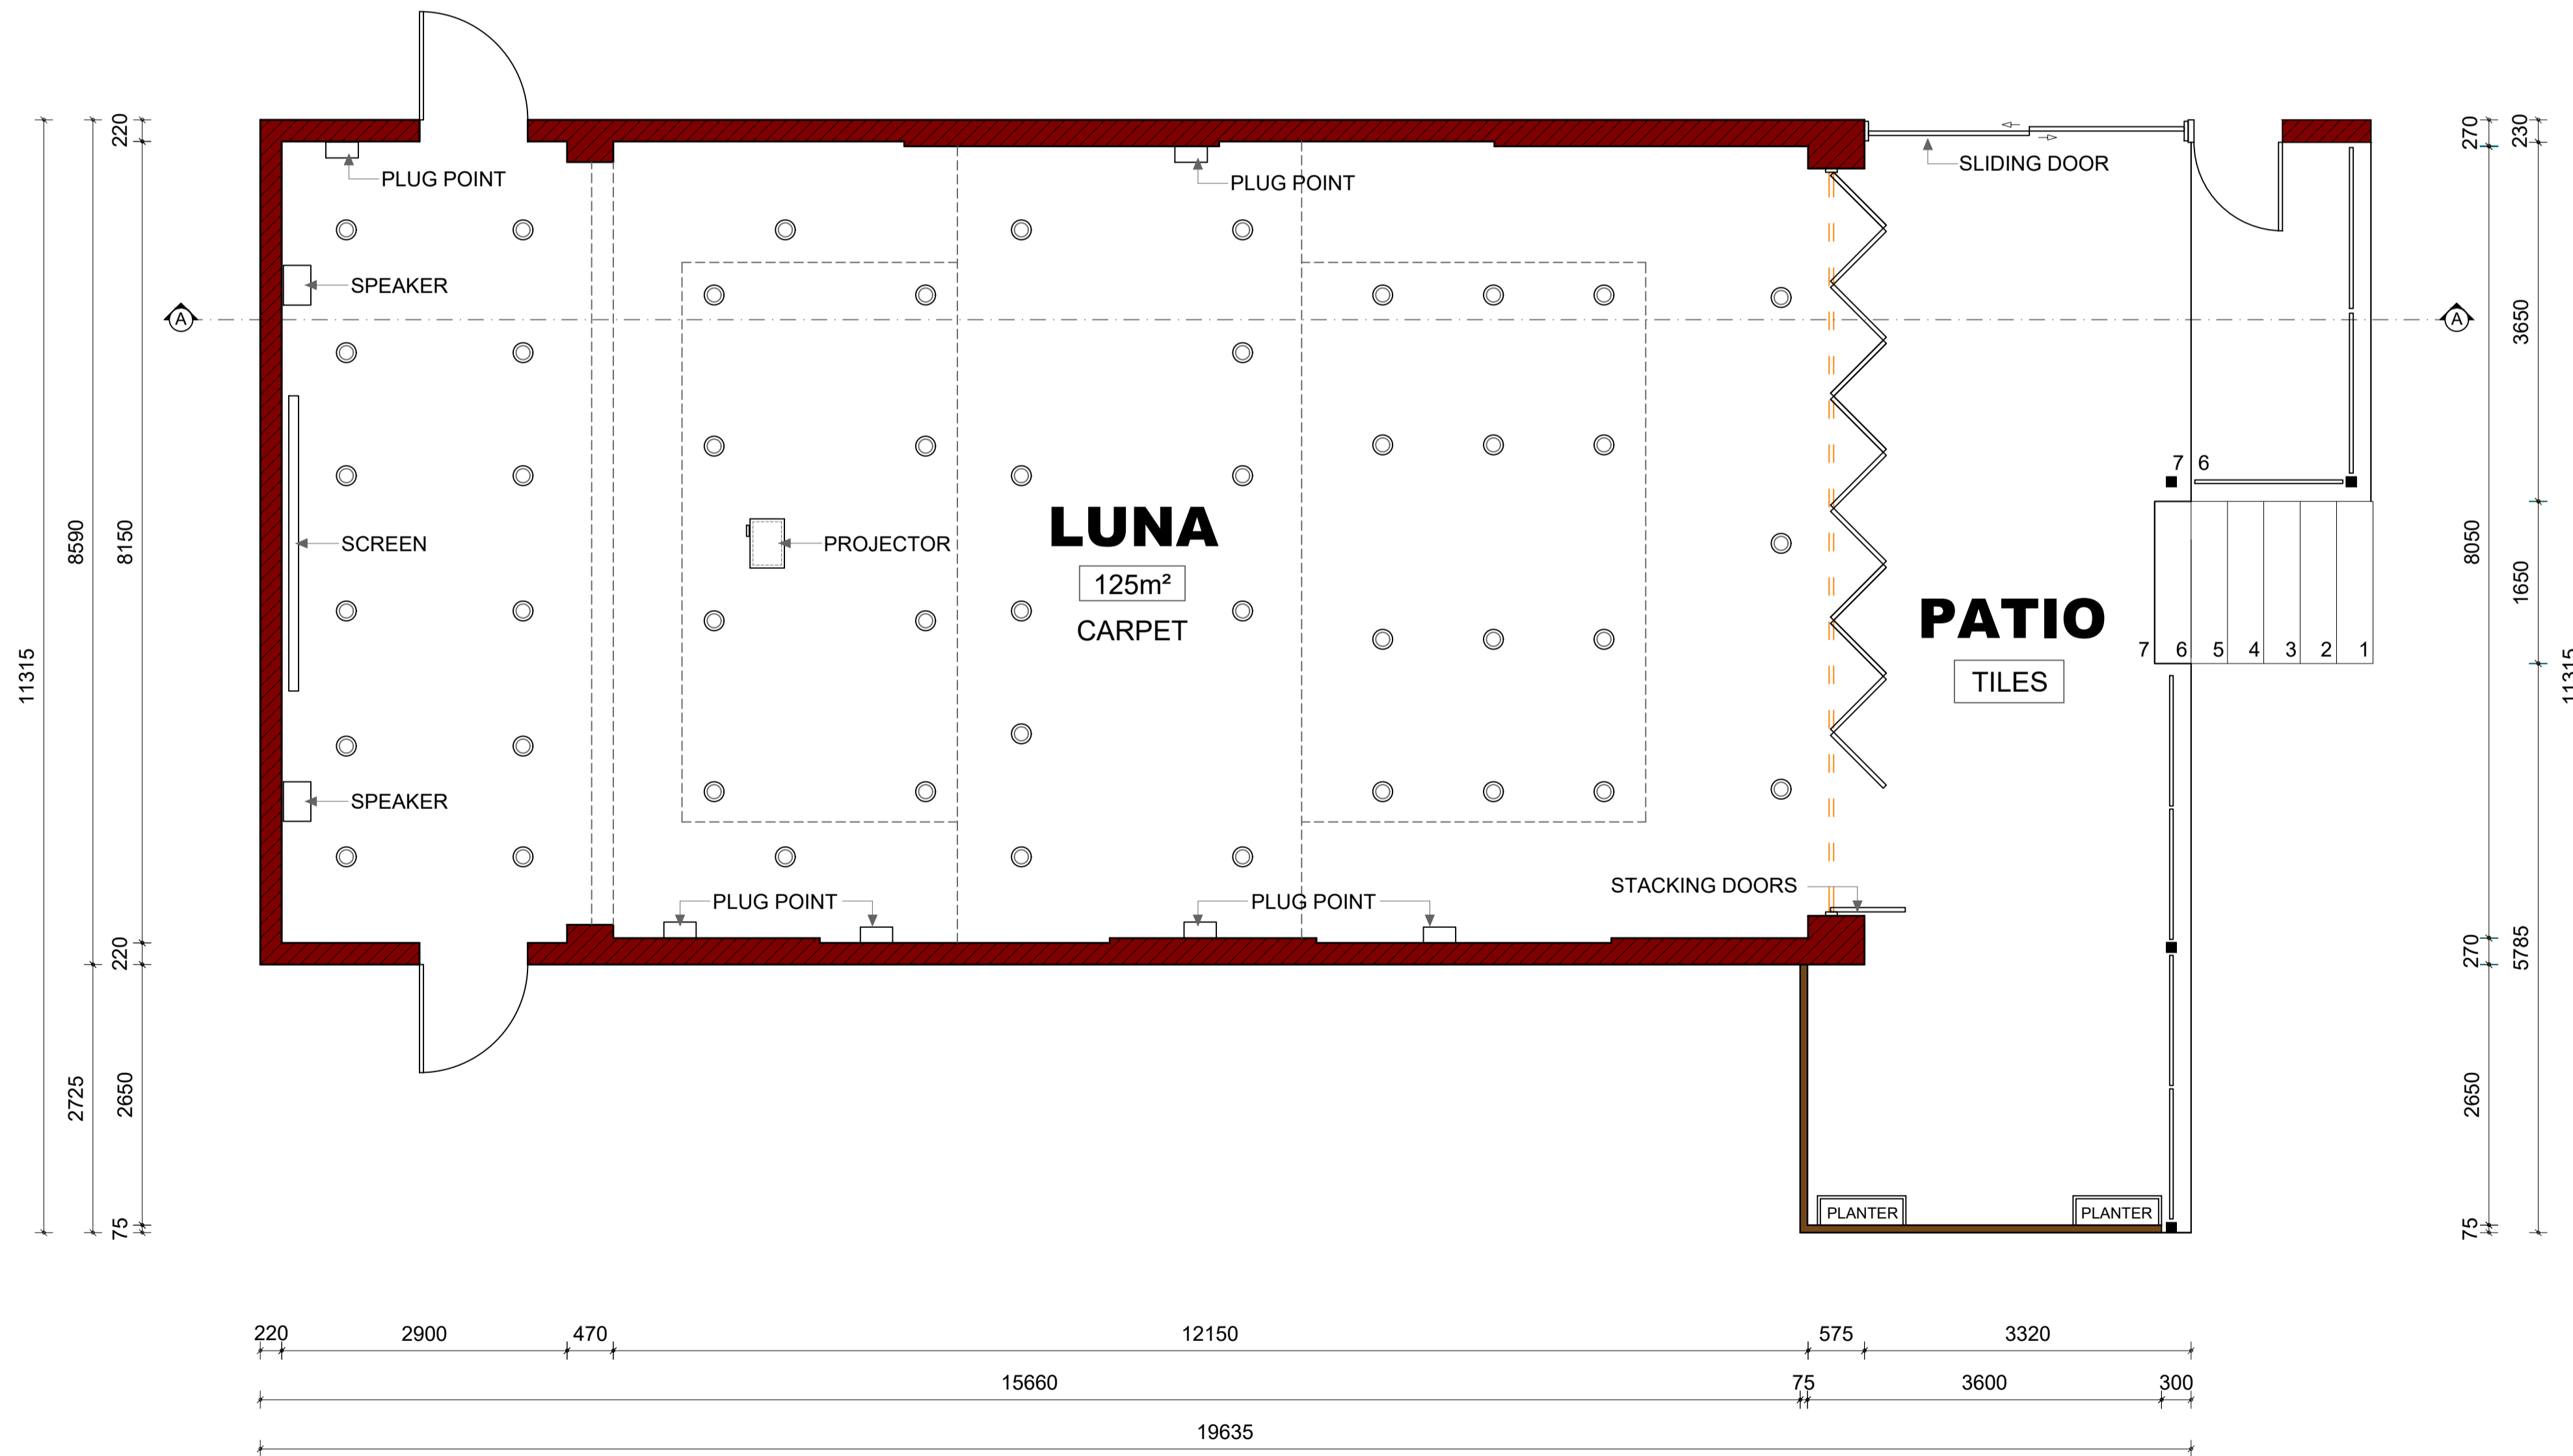 220
270
230
SLIDING DOOR
PLUG POINT
PLUG POINT
SPEAKER
A
A
3650
7 6
LUNA
8590
8150
SCREEN
PROJECTOR
8050
125m²
1650
CARPET
PATIO
7 6 5 4 3 2 1
11315
11315
TILES
SPEAKER
STACKING DOORS
PLUG POINT
PLUG POINT
220
270
5785
2725
2650
2650
PLANTER
PLANTER
75
75
220 2900 470 12150 575 3320
15660 75 3600 300
19635